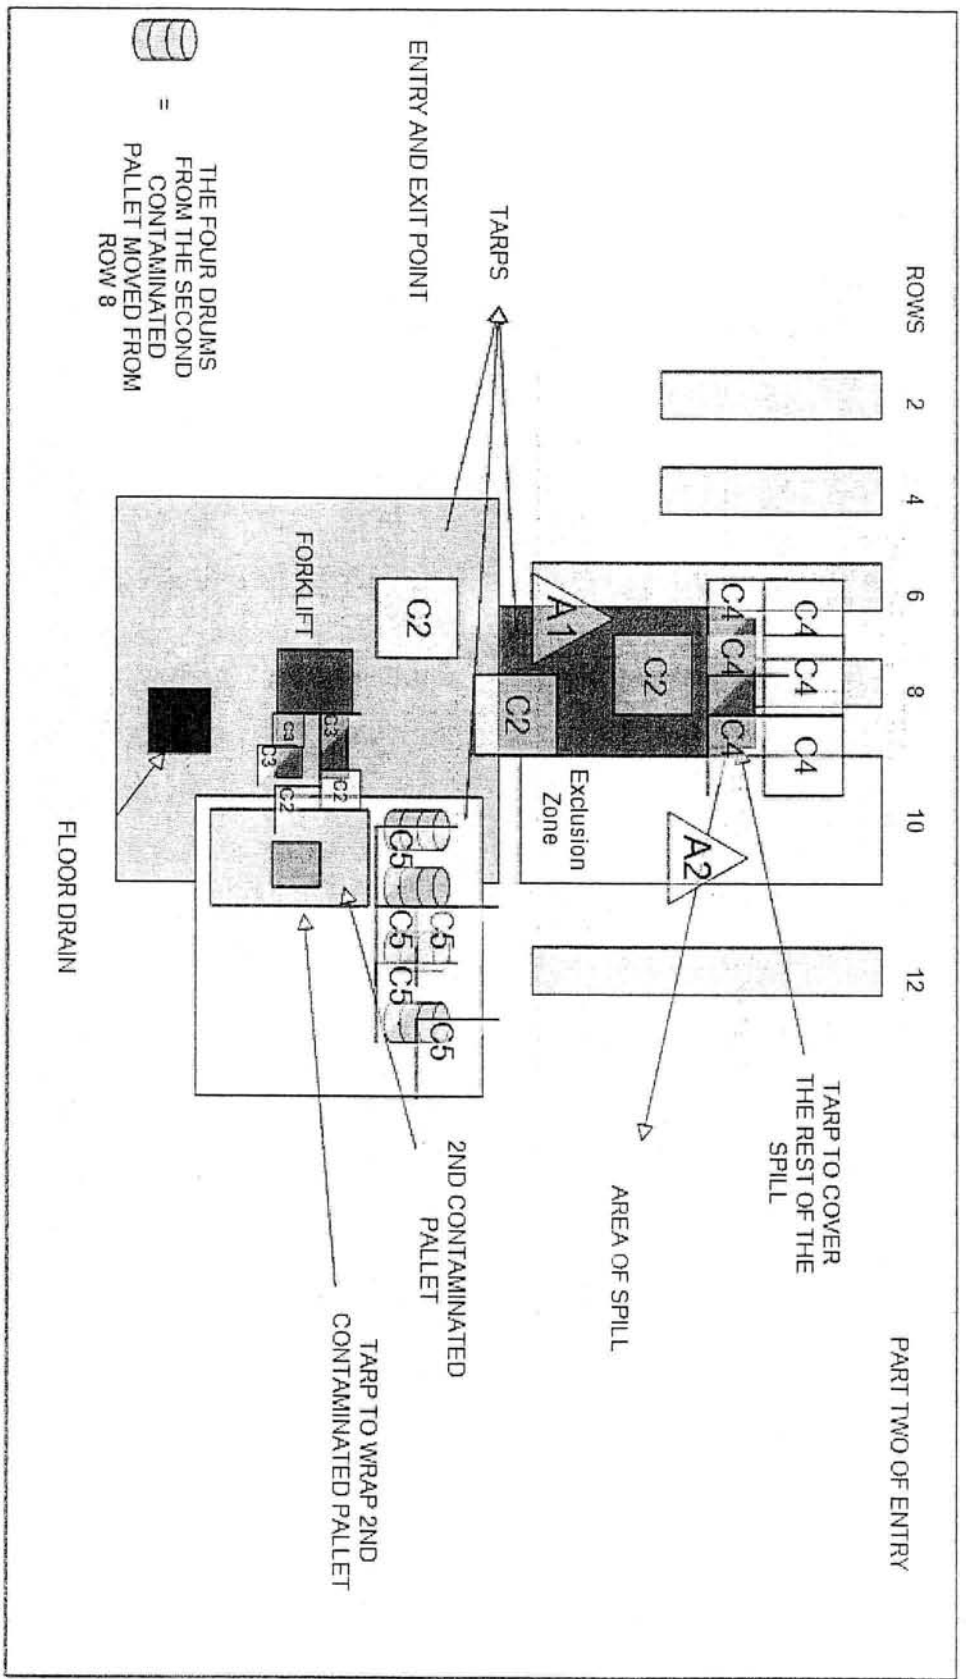 PART TWO OF ENTRY
ROWS
2
4
6
8
10
12
C4
C4
C4
C4
C4
C4
A2
TARP TO COVER
THE REST OF THE
SPILL
C2
A1
Exclusion
Zone
AREA OF SPILL
C2
TARPS
ENTRY AND EXIT POINT
C2
C5
C5
C5
C5
C5
2ND CONTAMINATED
PALLET
FORKLIFT
C3
C2
C3
C3
C2
TARP TO WRAP 2ND
CONTAMINATED PALLET
=
THE FOUR DRUMS
FROM THE SECOND
CONTAMINATED
PALLET MOVED FROM
ROW 8
FLOOR DRAIN